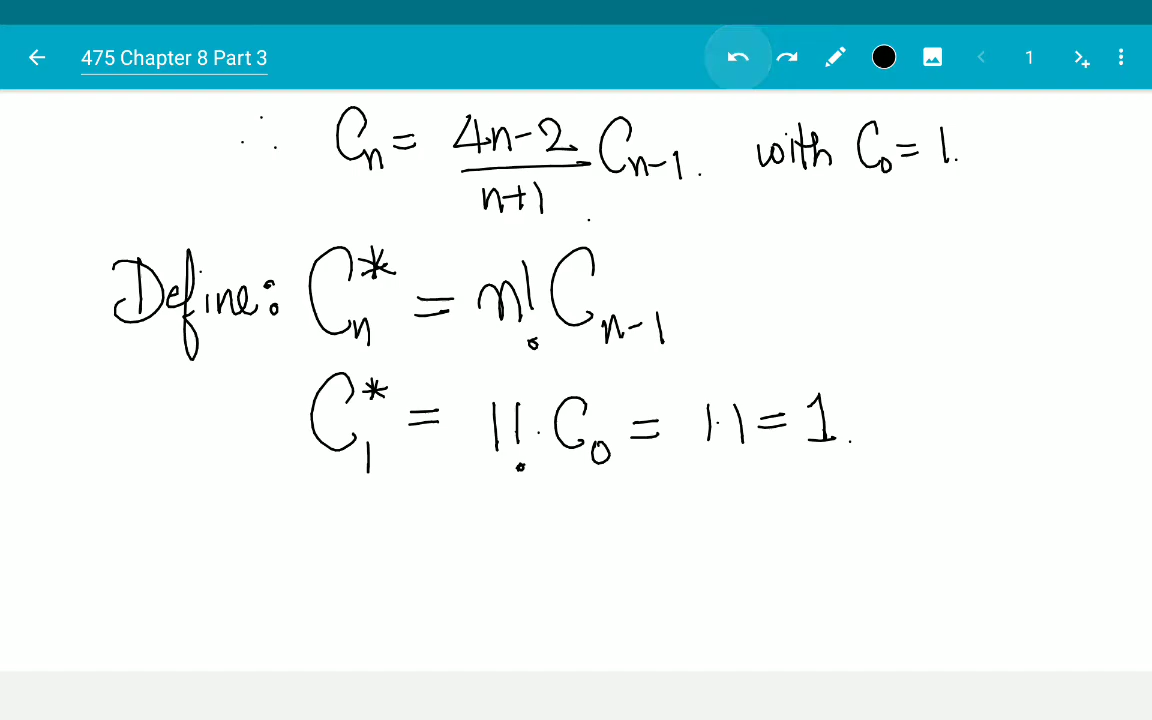 475 Chapter 8 Part 3
1
∴ Cn = (4n-2)/(n+1) Cn-1. with C0 = 1.
Define: C*n = n! Cn-1
C*1 = 1! · C0 = 1·1 = 1.